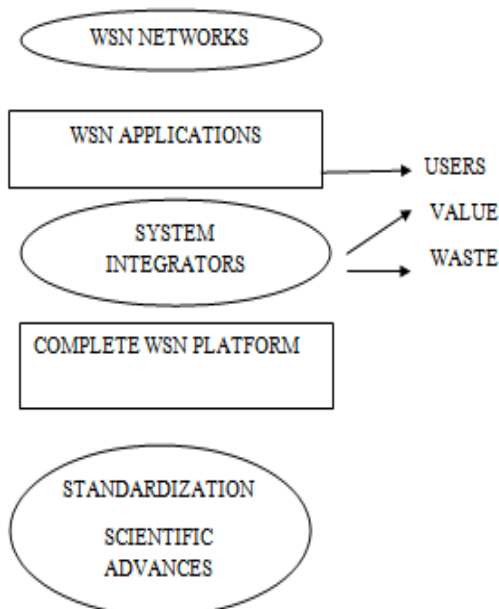 WSN NETWORKS
WSN APPLICATIONS
USERS
VALUE
SYSTEM
INTEGRATORS
WASTE
COMPLETE WSN PLATFORM
STANDARDIZATION
SCIENTIFIC
ADVANCES